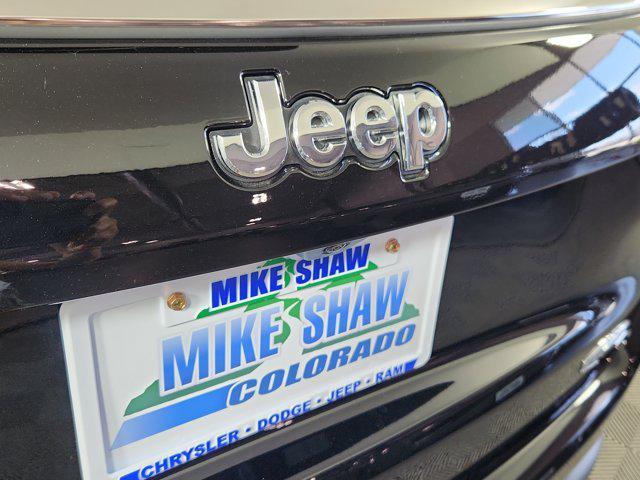 Jeep
MIKE SHAW
MIKE SHAW
COLORADO
CHRYSLER • DODGE • JEEP • RAM